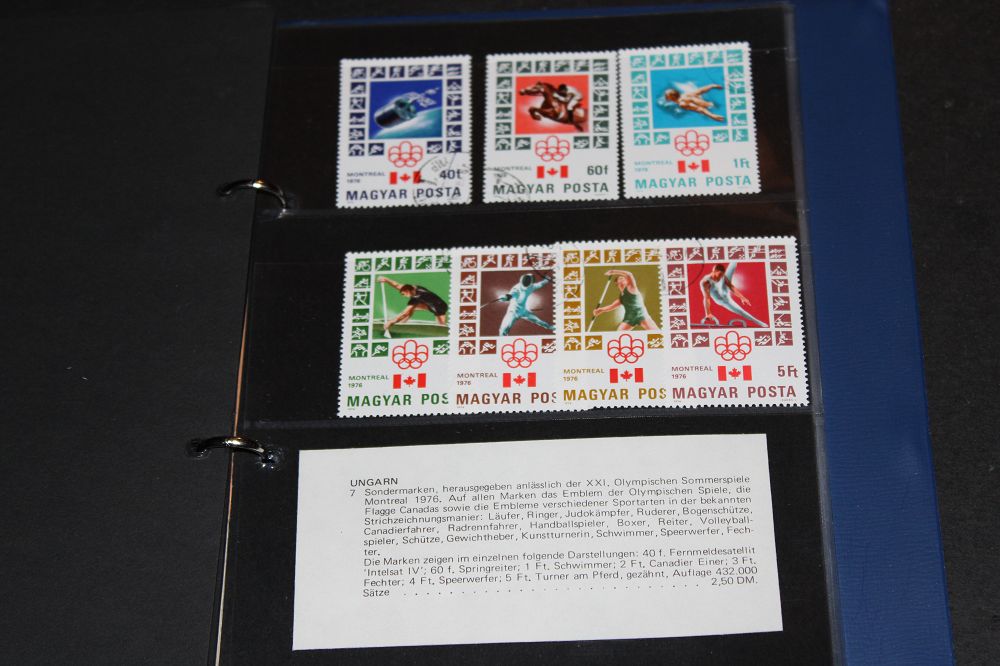 MONTREAL
1976
40f
MAGYAR POSTA
MONTREAL
1976
60f
MAGYAR POSTA
MONTREAL
1976
1Ft
MAGYAR POSTA
MONTREAL
1976
MAGYAR POS
MONTREAL
1976
MAGYAR POS
MONTREAL
1976
MAGYAR POST
MONTREAL
1976
5Ft
MAGYAR POSTA
UNGARN
7 Sondermarken, herausgegeben anlässlich der XXI. Olympischen Sommerspiele
Montreal 1976. Auf allen Marken das Emblem der Olympischen Spiele, die
Flagge Canadas sowie die Embleme verschiedener Sportarten in der bekannten
Strichzeichnungsmanier: Läufer, Ringer, Judokämpfer, Ruderer, Bogenschütze,
Canadierfahrer, Radrennfahrer, Handballspieler, Boxer, Reiter, Volleyball-
spieler, Schütze, Gewichtheber, Kunstturnerin, Schwimmer, Speerwerfer, Fech-
ter.
Die Marken zeigen im einzelnen folgende Darstellungen: 40 f. Fernmeldesatellit
'Intelsat IV'; 60 f. Springreiter; 1 Ft. Schwimmer; 2 Ft. Canadier Einer; 3 Ft.
Fechter; 4 Ft. Speerwerfer; 5 Ft. Turner am Pferd, gezähnt, Auflage 432.000
Sätze . . . . . . . . . . . . . . . . . . . . . . . . . . 2,50 DM.